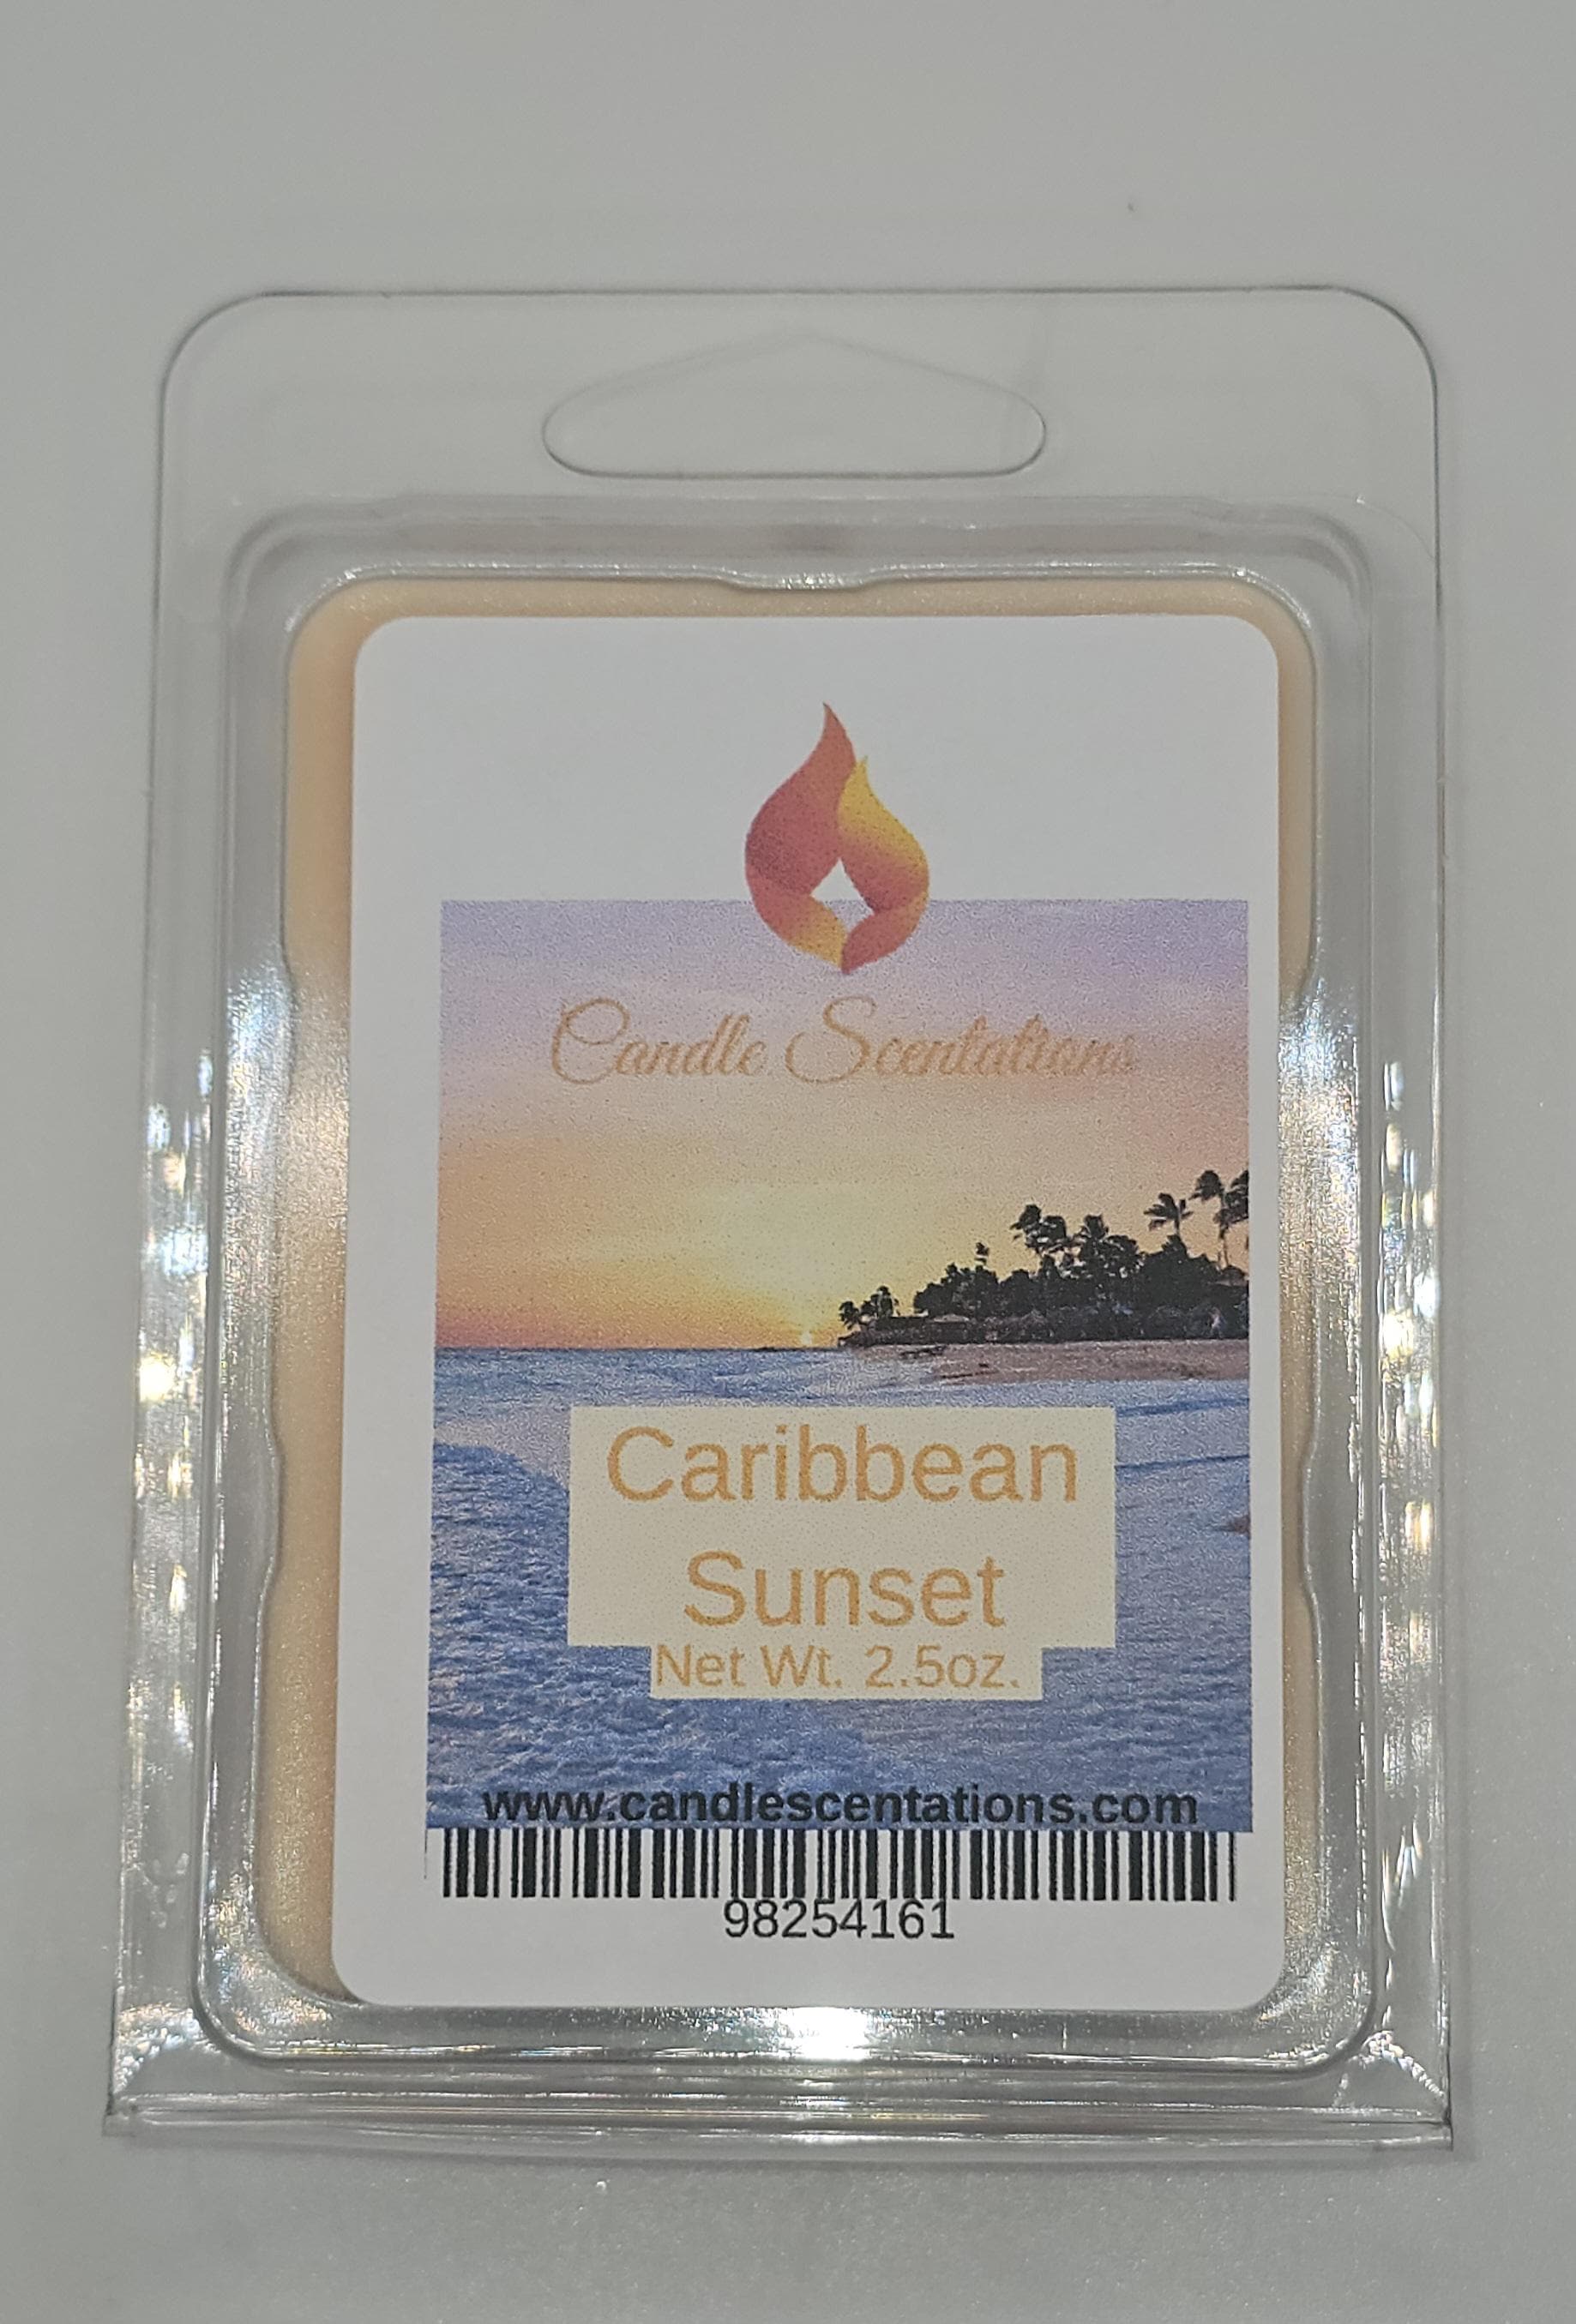 Candle Scentations
Caribbean
Sunset
Net Wt. 2.5oz.
www.candlescentations.com
98254161